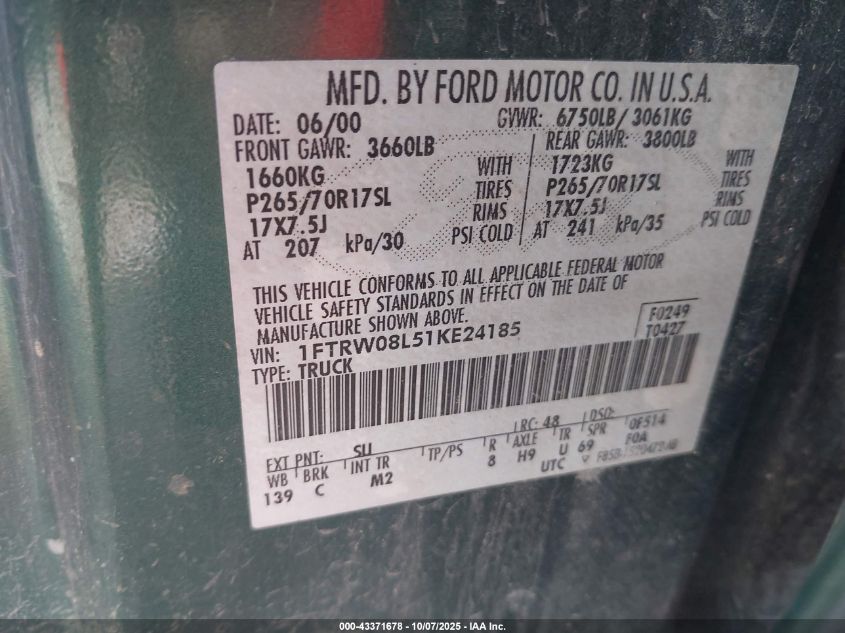 MFD. BY FORD MOTOR CO. IN U.S.A.
DATE: 06/00 GVWR: 6750LB/ 3061KG
FRONT GAWR: 3660LB REAR GAWR: 3800LB
1660KG WITH 1723KG WITH
P265/70R17SL TIRES P265/70R17SL TIRES
17X7.5J RIMS 17X7.5J RIMS
AT 207 kPa/30 PSI COLD AT 241 kPa/35 PSI COLD
THIS VEHICLE CONFORMS TO ALL APPLICABLE FEDERAL MOTOR
VEHICLE SAFETY STANDARDS IN EFFECT ON THE DATE OF
MANUFACTURE SHOWN ABOVE.
F0249
VIN: 1FTRW08L51KE24185 T0427
TYPE: TRUCK
EXT PNT: SU RC: 48 DSO:
WB BRK INT TR TP/PS R AXLE TR SPR 0F514
139 C M2 8 H9 U 69 FOA
UTC
000-43371678 - 10/07/2025 - IAA Inc.